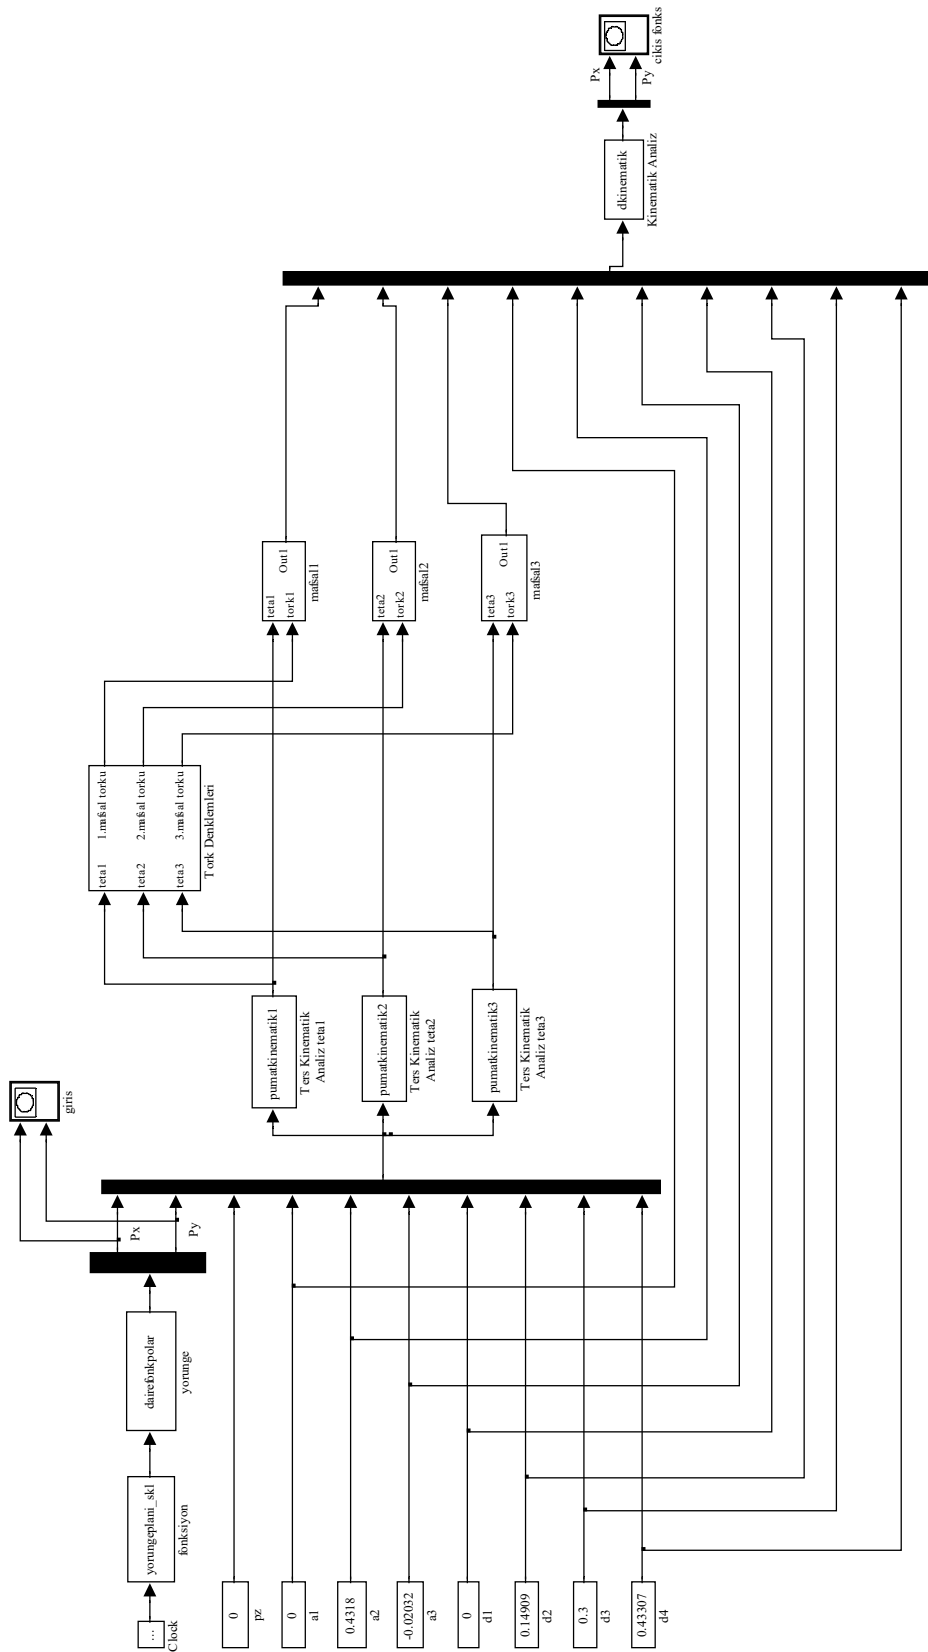 ...
Clock
yorungeplani_skl
fonksiyon
dairefonkpolar
yorunge
Px
Py
giris
0
pz
0
a1
0.4318
a2
-0.02032
a3
0
d1
0.14909
d2
0.3
d3
0.43307
d4
pumatkinematik1
Ters Kinematik
Analiz teta1
pumatkinematik2
Ters Kinematik
Analiz teta2
pumatkinematik3
Ters Kinematik
Analiz teta3
teta1
teta2
teta3
1.mafsal torku
2.mafsal torku
3.mafsal torku
Tork Denklemleri
teta1
tork1
Out1
mafsal1
teta2
tork2
Out1
mafsal2
teta3
tork3
Out1
mafsal3
dkinematik
Kinematik Analiz
Px
Py
cikis fonks